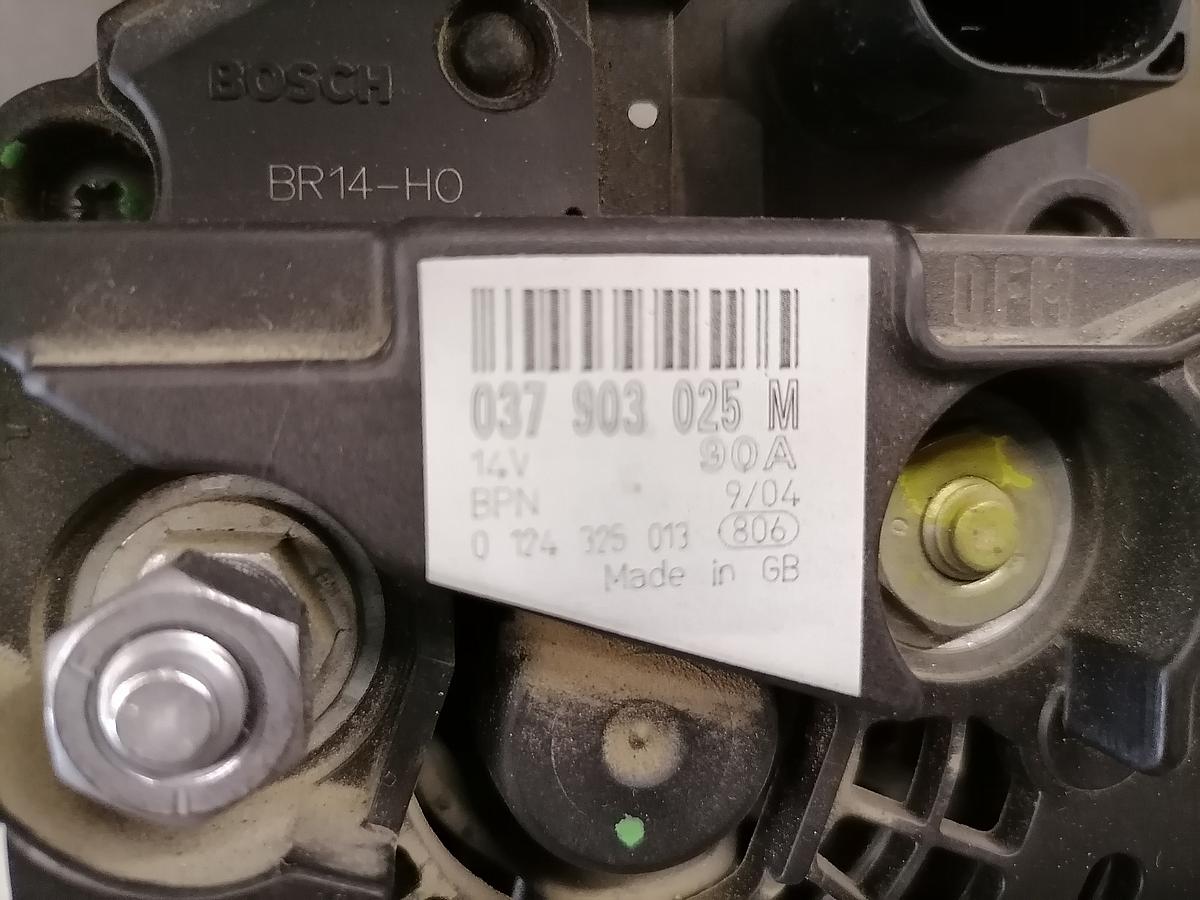 BOSCH
BR14-HO
037 903 025 M
14V 90A
BPN 9/04
0 124 325 013 806
Made in GB